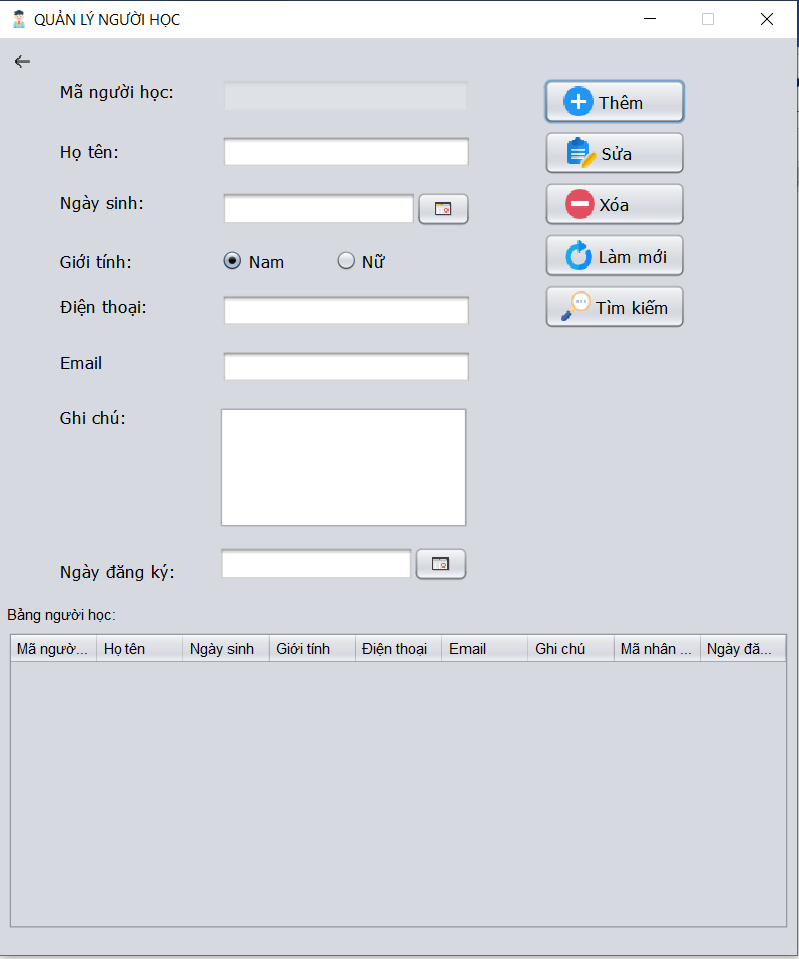 QUẢN LÝ NGƯỜI HỌC
Mã người học:
Thêm
Họ tên:
Sửa
Ngày sinh:
Xóa
Giới tính:
Nam
Nữ
Làm mới
Điện thoại:
Tìm kiếm
Email
Ghi chú:
Ngày đăng ký:
Bảng người học:
Mã ngườ... Họ tên Ngày sinh Giới tính Điện thoại Email Ghi chú Mã nhân ... Ngày đă...